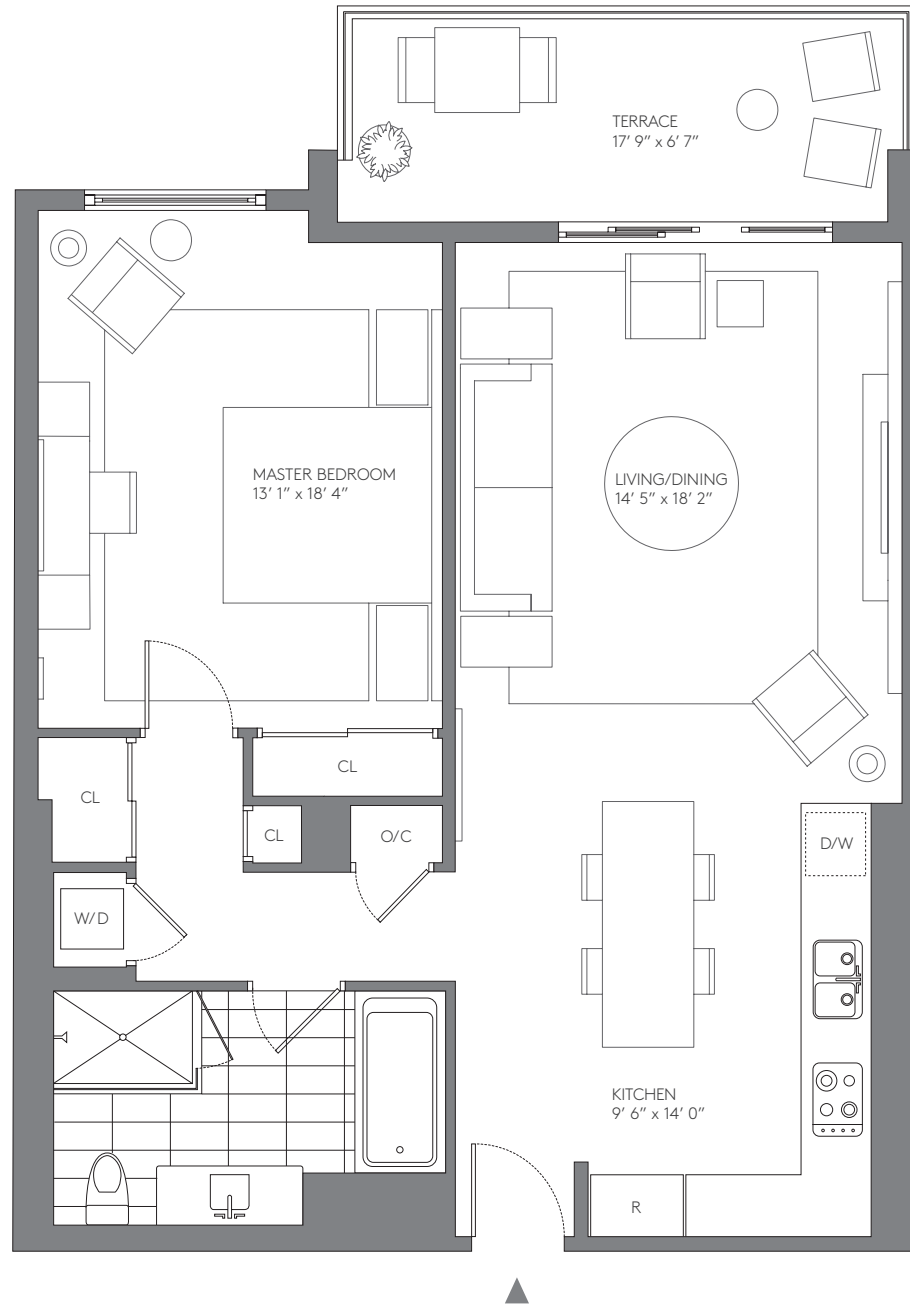 TERRACE
17' 9" x 6' 7"
MASTER BEDROOM
13' 1" x 18' 4"
LIVING/DINING
14' 5" x 18' 2"
CL
CL
CL
O/C
D/W
W/D
KITCHEN
9' 6" x 14' 0"
R